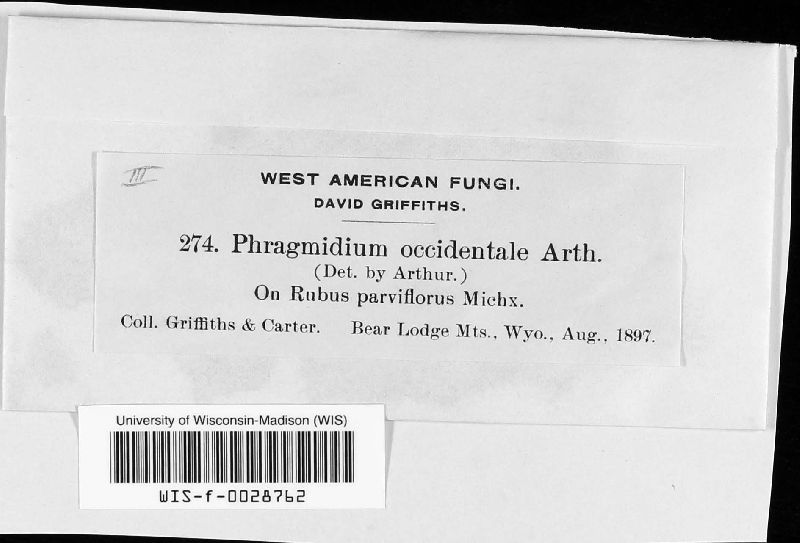 III
WEST AMERICAN FUNGI.
DAVID GRIFFITHS.
274. Phragmidium occidentale Arth.
(Det. by Arthur.)
On Rubus parviflorus Michx.
Coll. Griffiths & Carter. Bear Lodge Mts., Wyo., Aug., 1897.
University of Wisconsin-Madison (WIS)
WIS-f-0028762